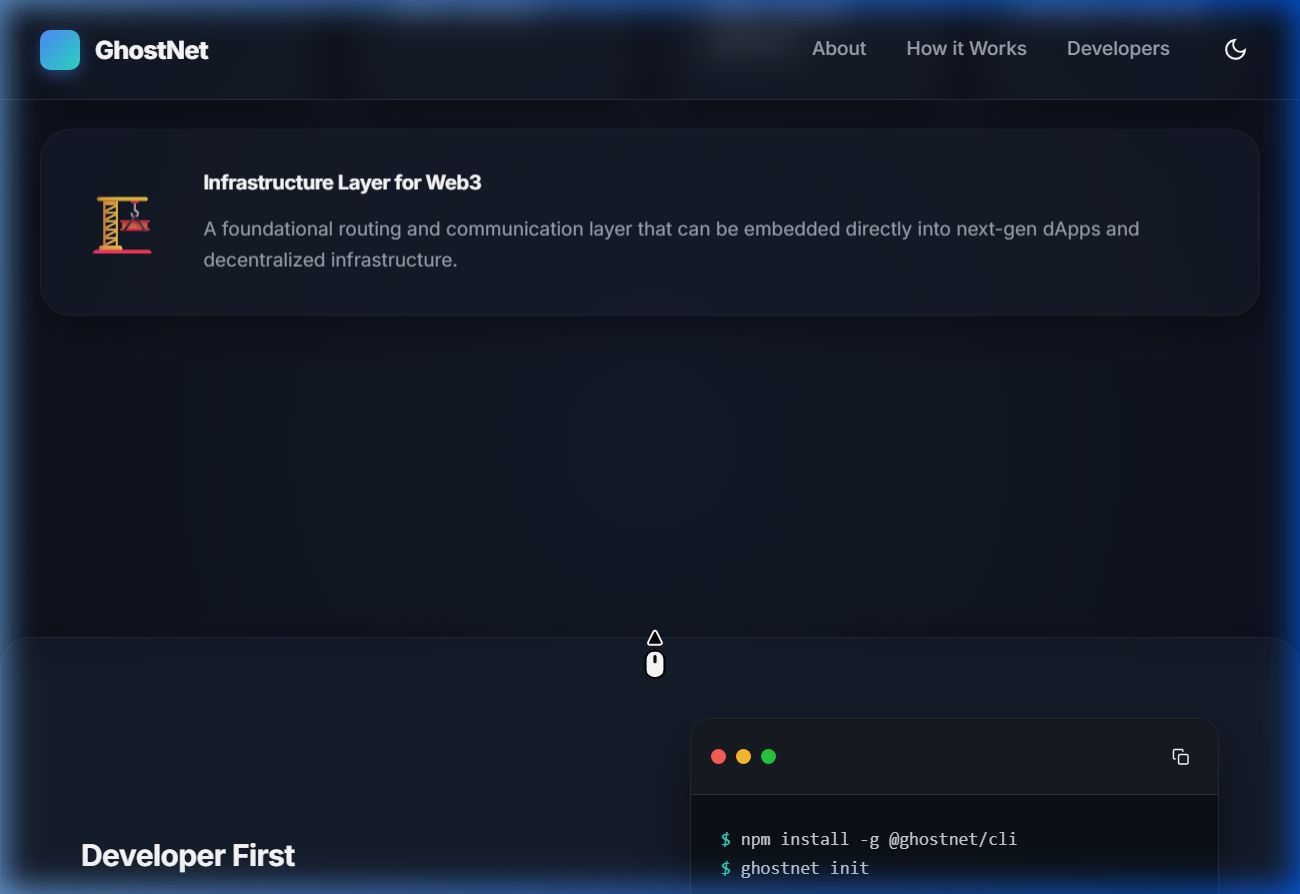 GhostNet
About
How it Works
Developers
Infrastructure Layer for Web3
A foundational routing and communication layer that can be embedded directly into next-gen dApps and
decentralized infrastructure.
Developer First
$ npm install -g @ghostnet/cli
$ ghostnet init